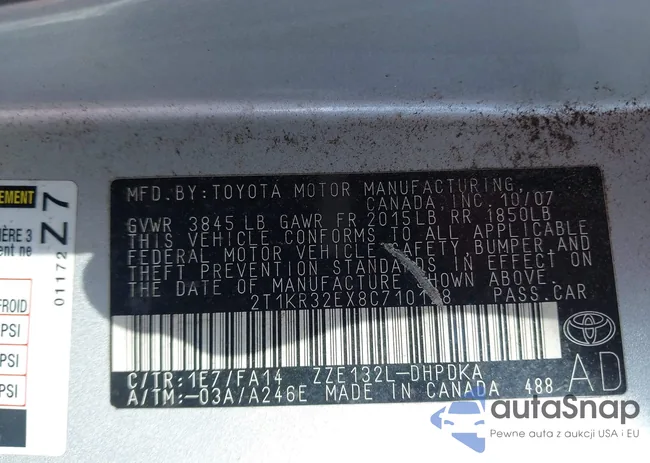 MFD. BY: TOYOTA MOTOR MANUFACTURING,
CANADA, INC. 10/07
GVWR 3845 LB GAWR FR 2015LB, RR 1850LB
THIS VEHICLE CONFORMS TO ALL APPLICABLE
FEDERAL MOTOR VEHICLE SAFETY, BUMPER AND
THEFT PREVENTION STANDARDS IN EFFECT ON
THE DATE OF MANUFACTURE SHOWN ABOVE.
PASS. CAR
C/TR: 1E7/FA14 ZZE132L-DHPDKA
A/TM: -03A/A246E MADE IN CANADA 488
AD
EMENT
IÈRE 3
ent ne
FROID
PSI
PSI
PSI
01172
Z7
autoSnap
Pewne auta z aukcji USA i EU